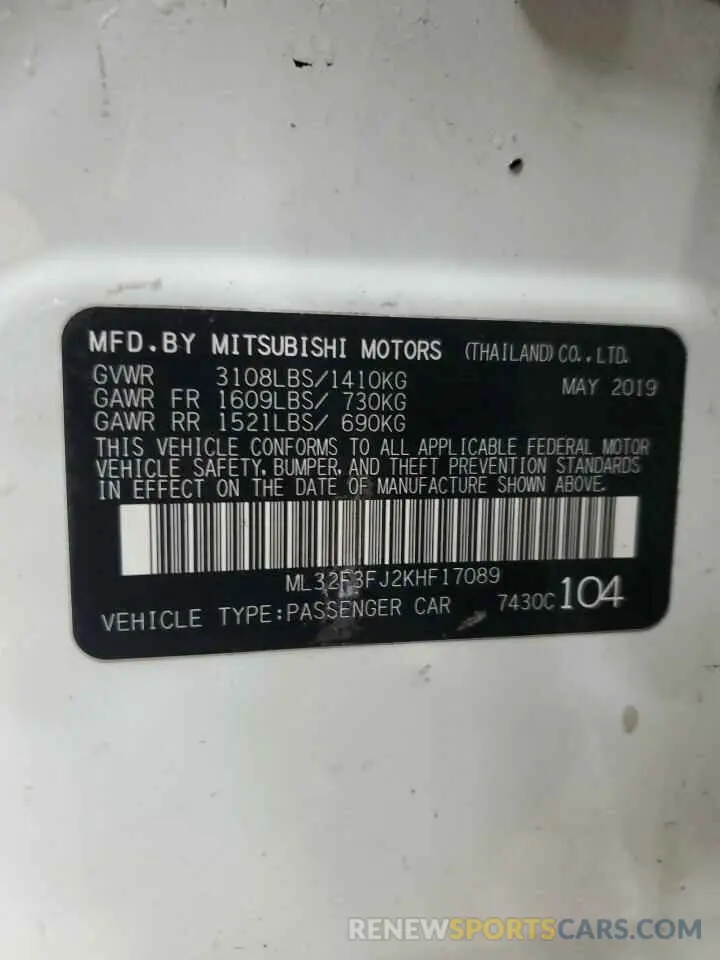 MFD.BY MITSUBISHI MOTORS (THAILAND)CO.,LTD.
GVWR 3108LBS/1410KG MAY 2019
GAWR FR 1609LBS/ 730KG
GAWR RR 1521LBS/ 690KG
THIS VEHICLE CONFORMS TO ALL APPLICABLE FEDERAL MOTOR
VEHICLE SAFETY, BUMPER, AND THEFT PREVENTION STANDARDS
IN EFFECT ON THE DATE OF MANUFACTURE SHOWN ABOVE.
ML32F3FJ2KHF17089
VEHICLE TYPE:PASSENGER CAR 7430C 104
RENEWSPORTSCARS.COM